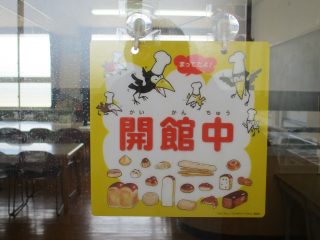 まってたよ!
かい かん ちゅう
開館中